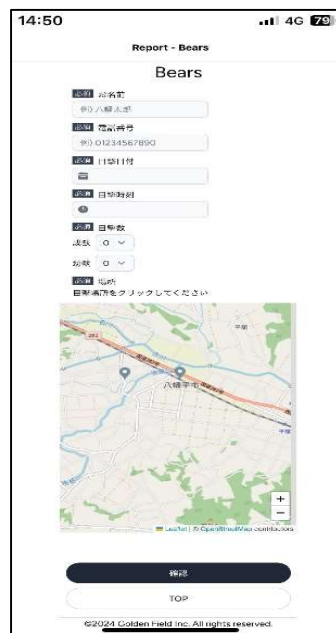 14:50
4G 79
Report - Bears
Bears
必須 お名前
例) 八幡太郎
必須 電話番号
例) 01234567890
必須 目撃日付
必須 目撃時刻
必須 目撃数
成獣 0
幼獣 0
必須 場所
目撃場所をクリックしてください
282
平舘
八幡平市
+
−
Leaflet | © OpenStreetMap contributors
確認
TOP
©2024 Golden Field Inc. All rights reserved.